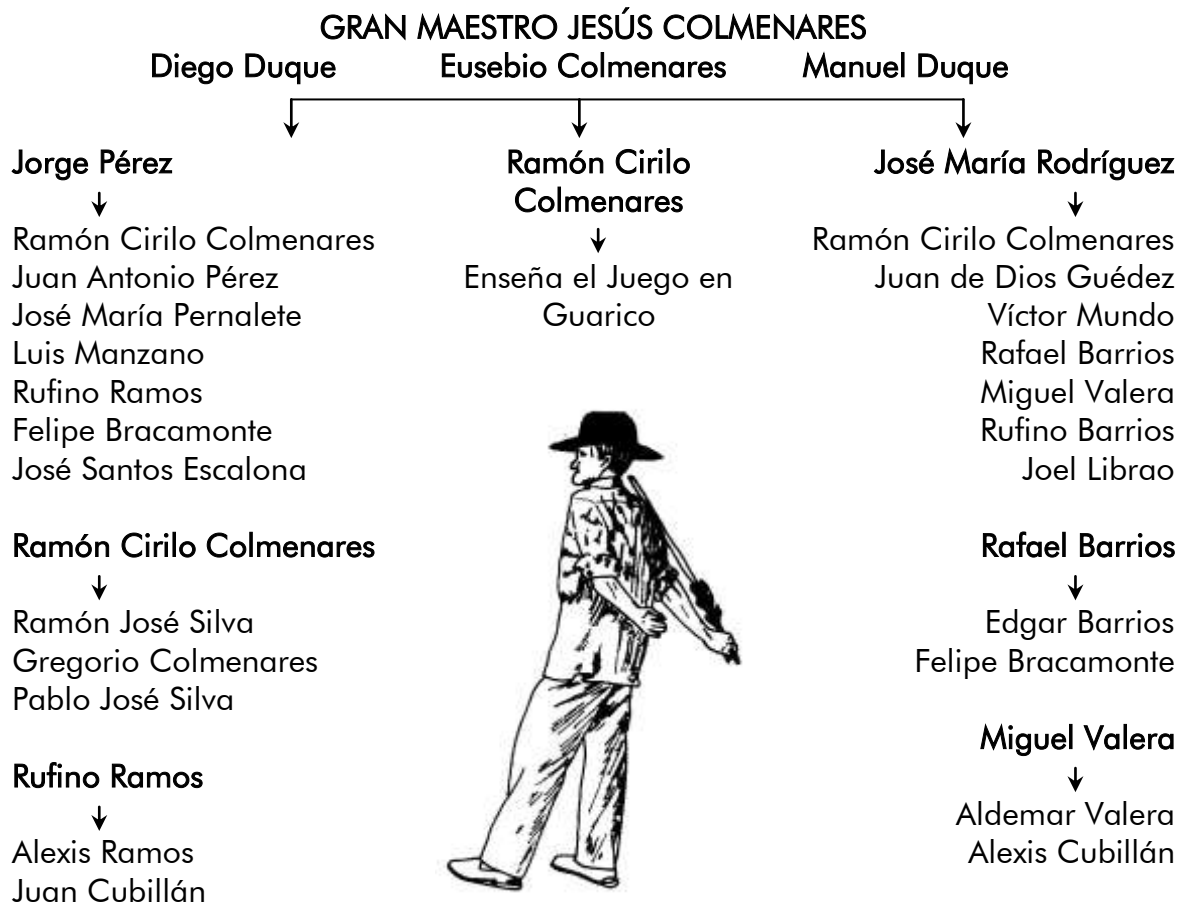 GRAN MAESTRO JESÚS COLMENARES
Diego Duque Eusebio Colmenares Manuel Duque
Jorge Pérez
Ramón Cirilo Colmenares
Juan Antonio Pérez
José María Pernalete
Luis Manzano
Rufino Ramos
Felipe Bracamonte
José Santos Escalona
Ramón Cirilo Colmenares
Ramón José Silva
Gregorio Colmenares
Pablo José Silva
Rufino Ramos
Alexis Ramos
Juan Cubillán
Ramón Cirilo
Colmenares
Enseña el Juego en
Guarico
José María Rodríguez
Ramón Cirilo Colmenares
Juan de Dios Guédez
Víctor Mundo
Rafael Barrios
Miguel Valera
Rufino Barrios
Joel Librao
Rafael Barrios
Edgar Barrios
Felipe Bracamonte
Miguel Valera
Aldemar Valera
Alexis Cubillán